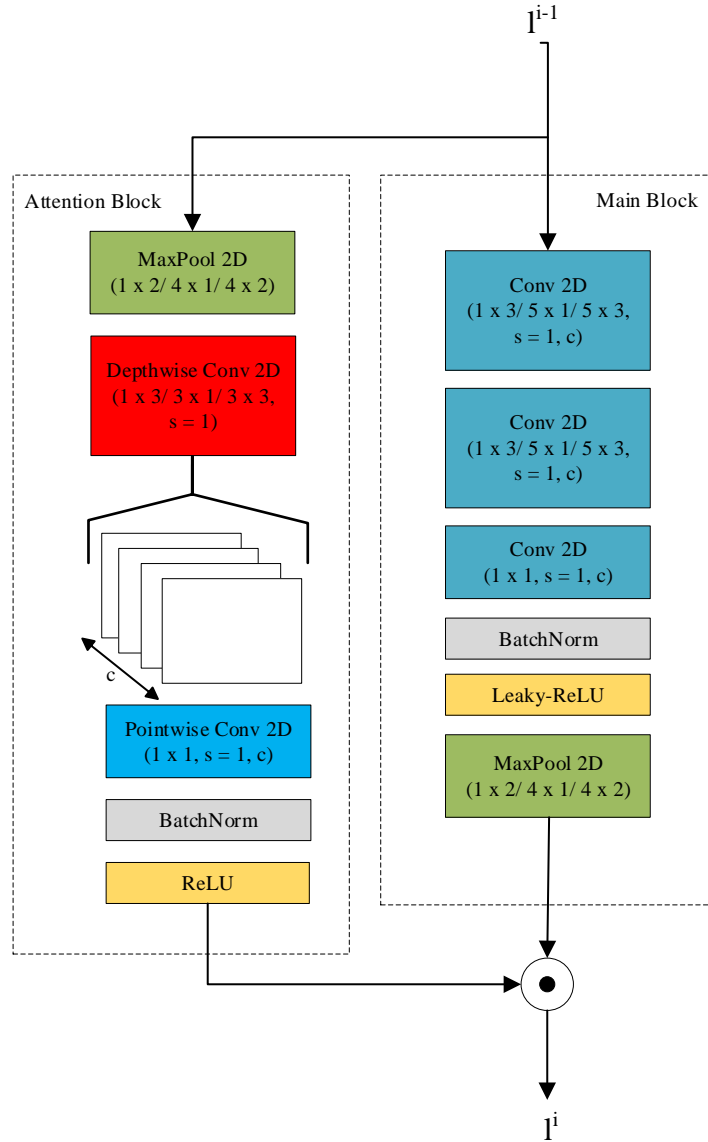 l^{i-1}
Attention Block
MaxPool 2D
(1 x 2/ 4 x 1/ 4 x 2)
Depthwise Conv 2D
(1 x 3/ 3 x 1/ 3 x 3,
s = 1)
c
Pointwise Conv 2D
(1 x 1, s = 1, c)
BatchNorm
ReLU
Main Block
Conv 2D
(1 x 3/ 5 x 1/ 5 x 3,
s = 1, c)
Conv 2D
(1 x 3/ 5 x 1/ 5 x 3,
s = 1, c)
Conv 2D
(1 x 1, s = 1, c)
BatchNorm
Leaky-ReLU
MaxPool 2D
(1 x 2/ 4 x 1/ 4 x 2)
l^{i}